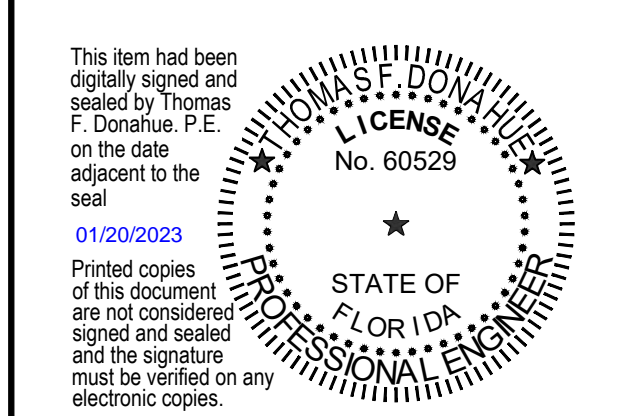 This item had been
digitally signed and
sealed by Thomas
F. Donahue. P.E.
on the date
adjacent to the
seal
01/20/2023
Printed copies
of this document
are not considered
signed and sealed
and the signature
must be verified on any
electronic copies.
THOMAS F. DONAHUE
LICENSE
No. 60529
STATE OF
FLORIDA
PROFESSIONAL ENGINEER